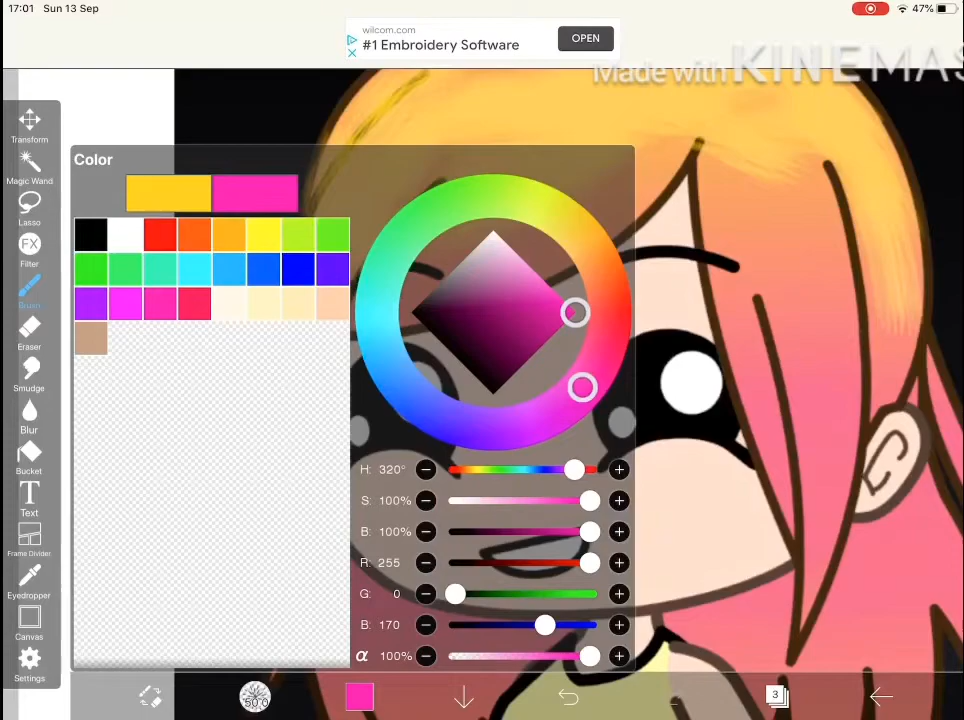 17:01 Sun 13 Sep
47%
wilcom.com
#1 Embroidery Software
OPEN
Made with KINEMAS
Transform
Magic Wand
Lasso
FX
Filter
Brush
Eraser
Smudge
Blur
Bucket
T
Text
Frame Divider
Eyedropper
Canvas
Settings
Color
H: 320°
S: 100%
B: 100%
R: 255
G: 0
B: 170
α 100%
50.0
3